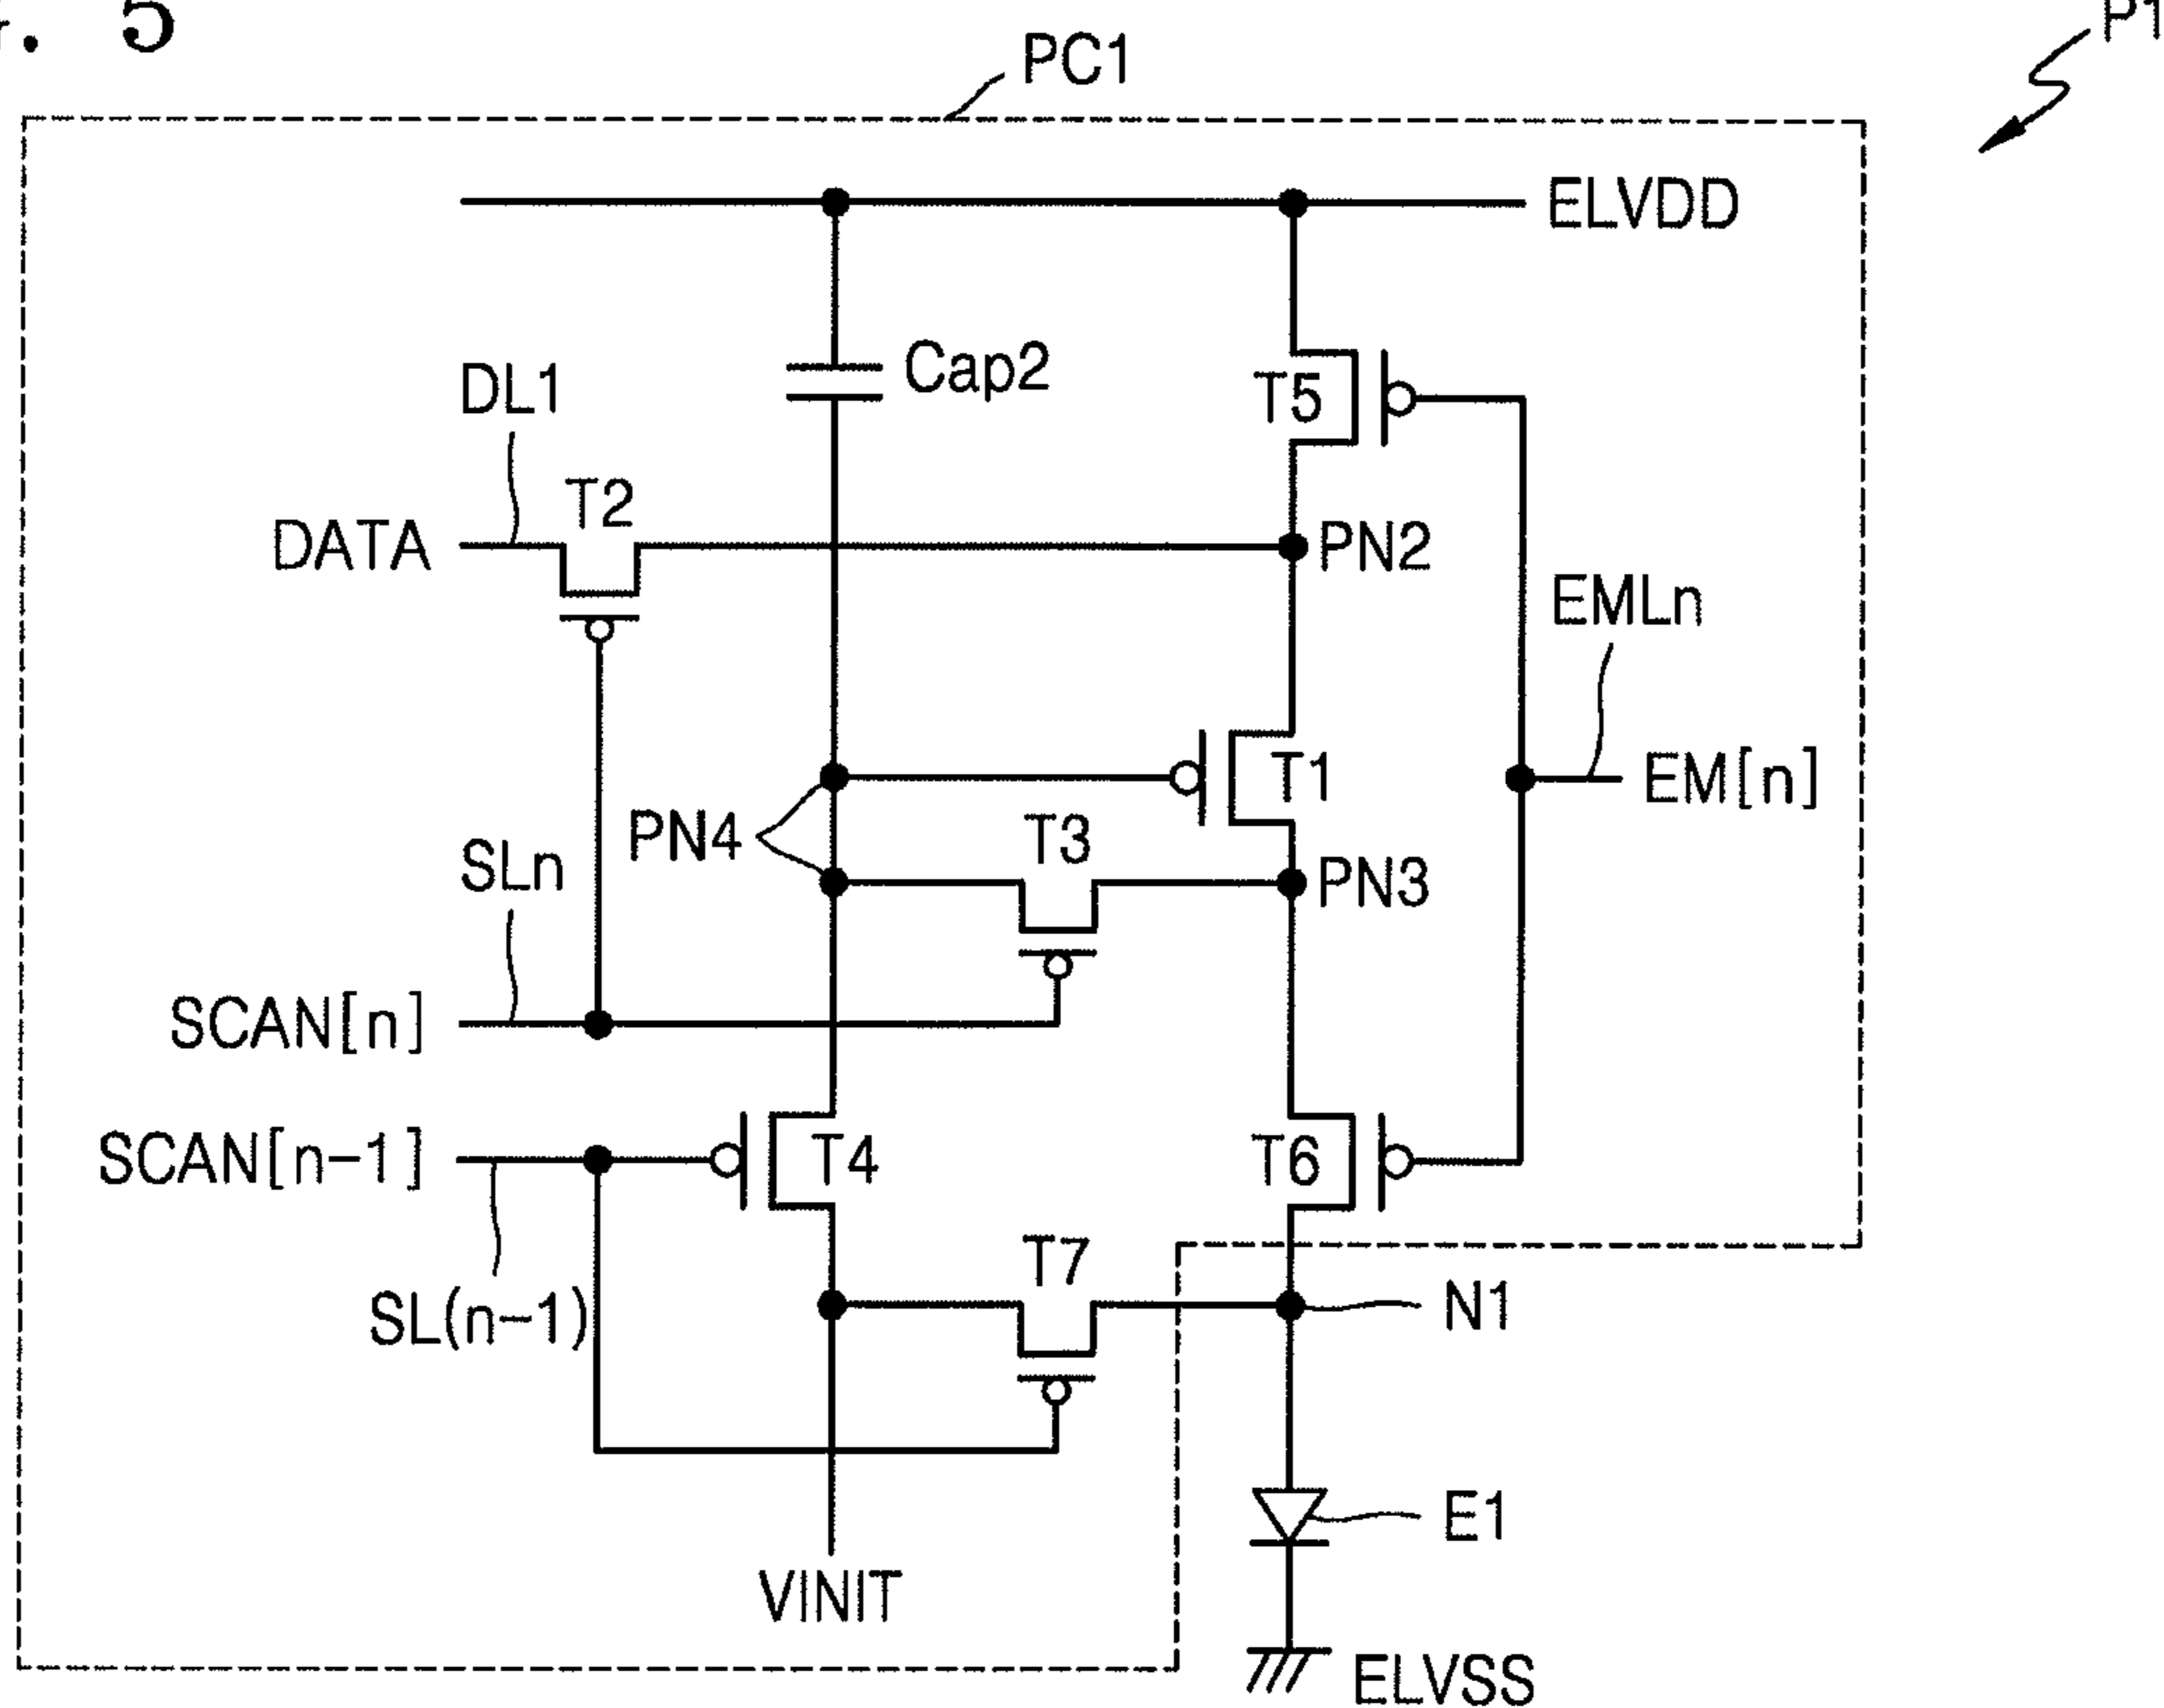 5
P1
PC1
ELVDD
Cap2
DL1
T5
T2
DATA
PN2
EMLn
T1
EM[n]
PN4
T3
SLn
PN3
SCAN[n]
SCAN[n-1]
T4
T6
T7
SL(n-1)
N1
E1
VINIT
ELVSS